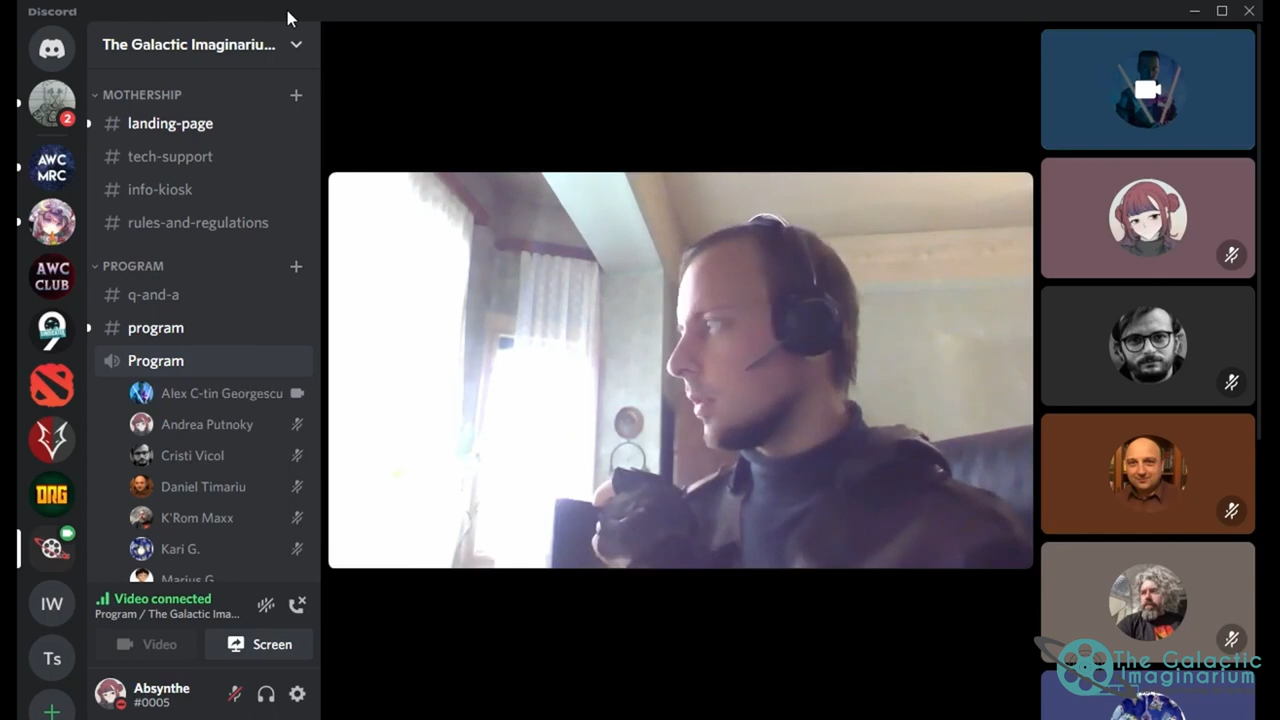 Discord
The Galactic Imaginariu...
2
MOTHERSHIP
landing-page
AWC
MRC
tech-support
info-kiosk
rules-and-regulations
AWC
CLUB
PROGRAM
q-and-a
program
Program
Alex C-tin Georgescu
Andrea Putnoky
Cristi Vicol
DRG
Daniel Timariu
K'Rom Maxx
Kari G.
Marius G.
IW
Video connected
Program / The Galactic Ima...
Video
Screen
Ts
Absynthe
#0005
The Galactic
Imaginarium